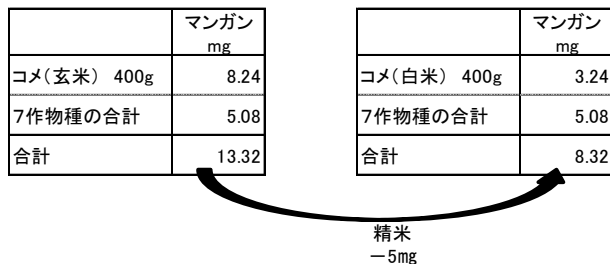 マンガン
mg
コメ（玄米） 400g 8.24
7作物種の合計 5.08
合計 13.32
マンガン
mg
コメ（白米） 400g 3.24
7作物種の合計 5.08
合計 8.32
精米
－5mg